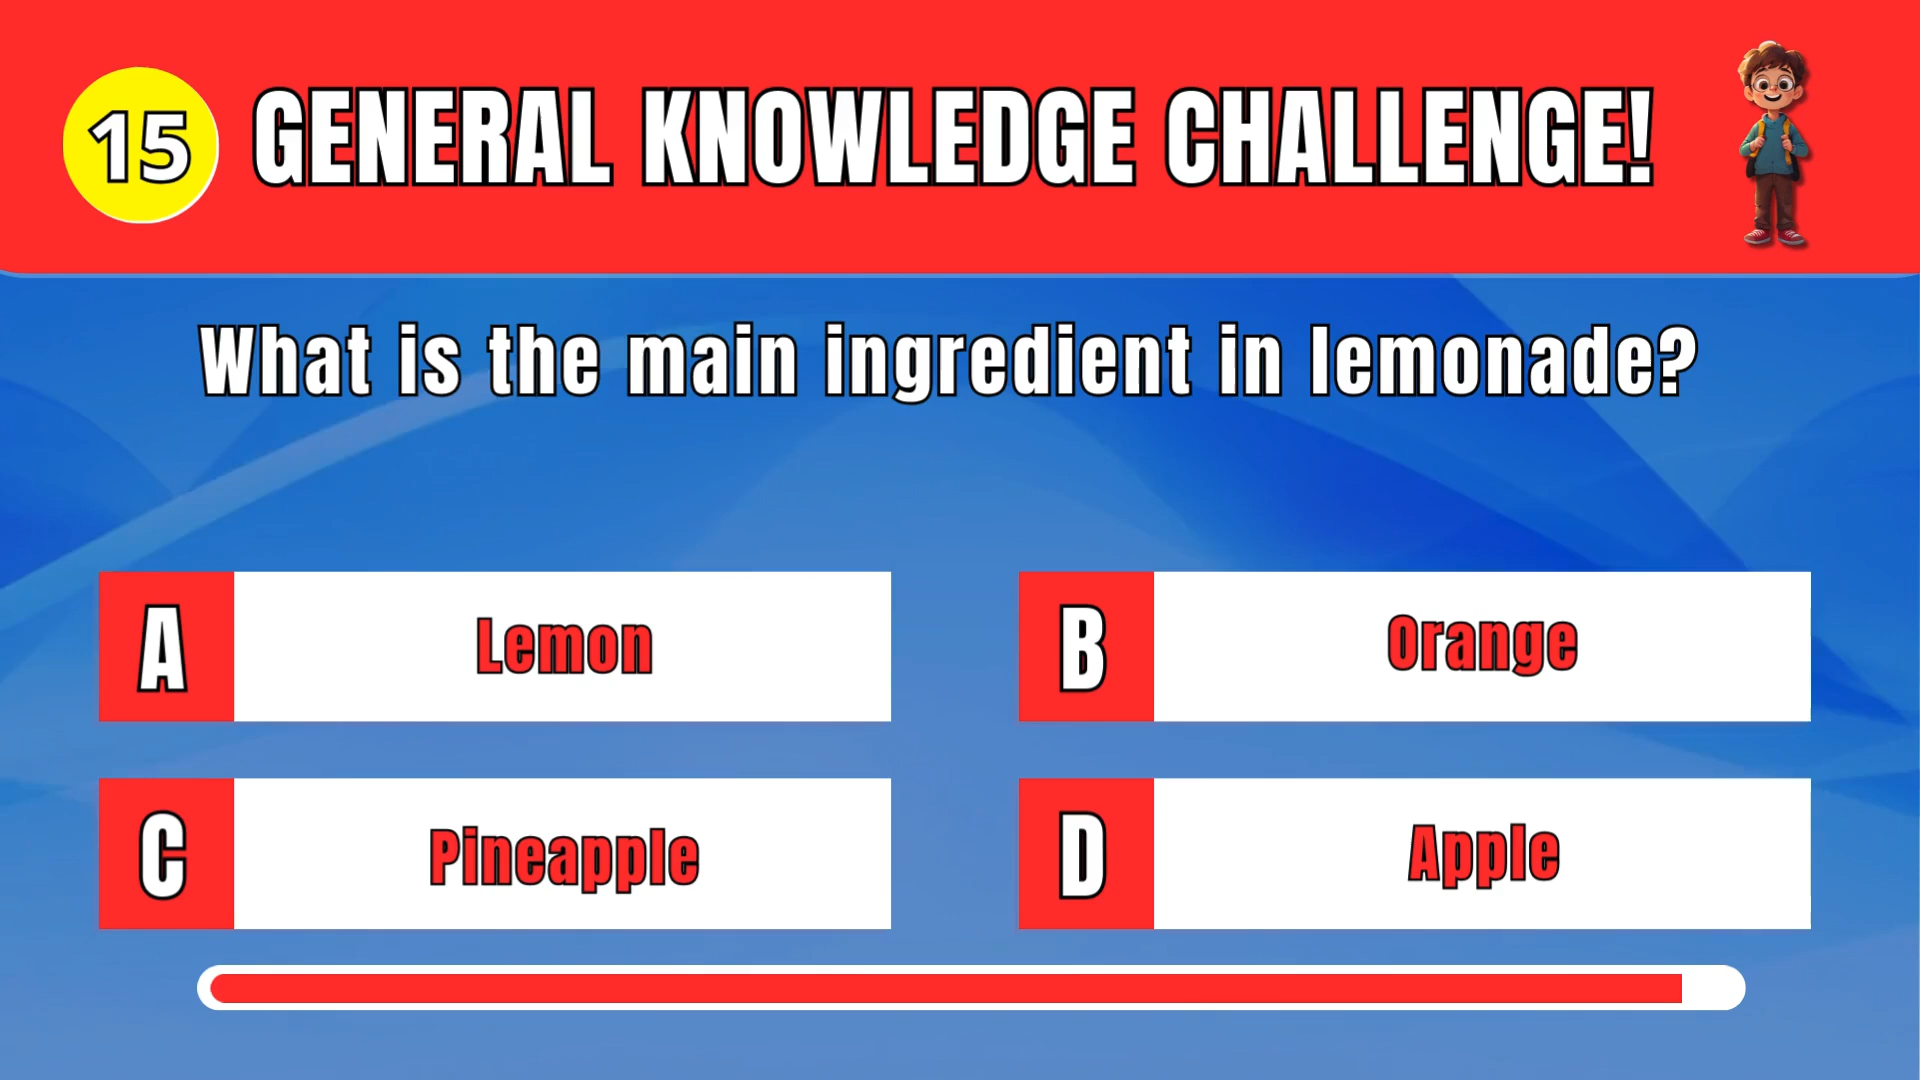 15
GENERAL KNOWLEDGE CHALLENGE!
What is the main ingredient in lemonade?
A
Lemon
B
Orange
C
Pineapple
D
Apple